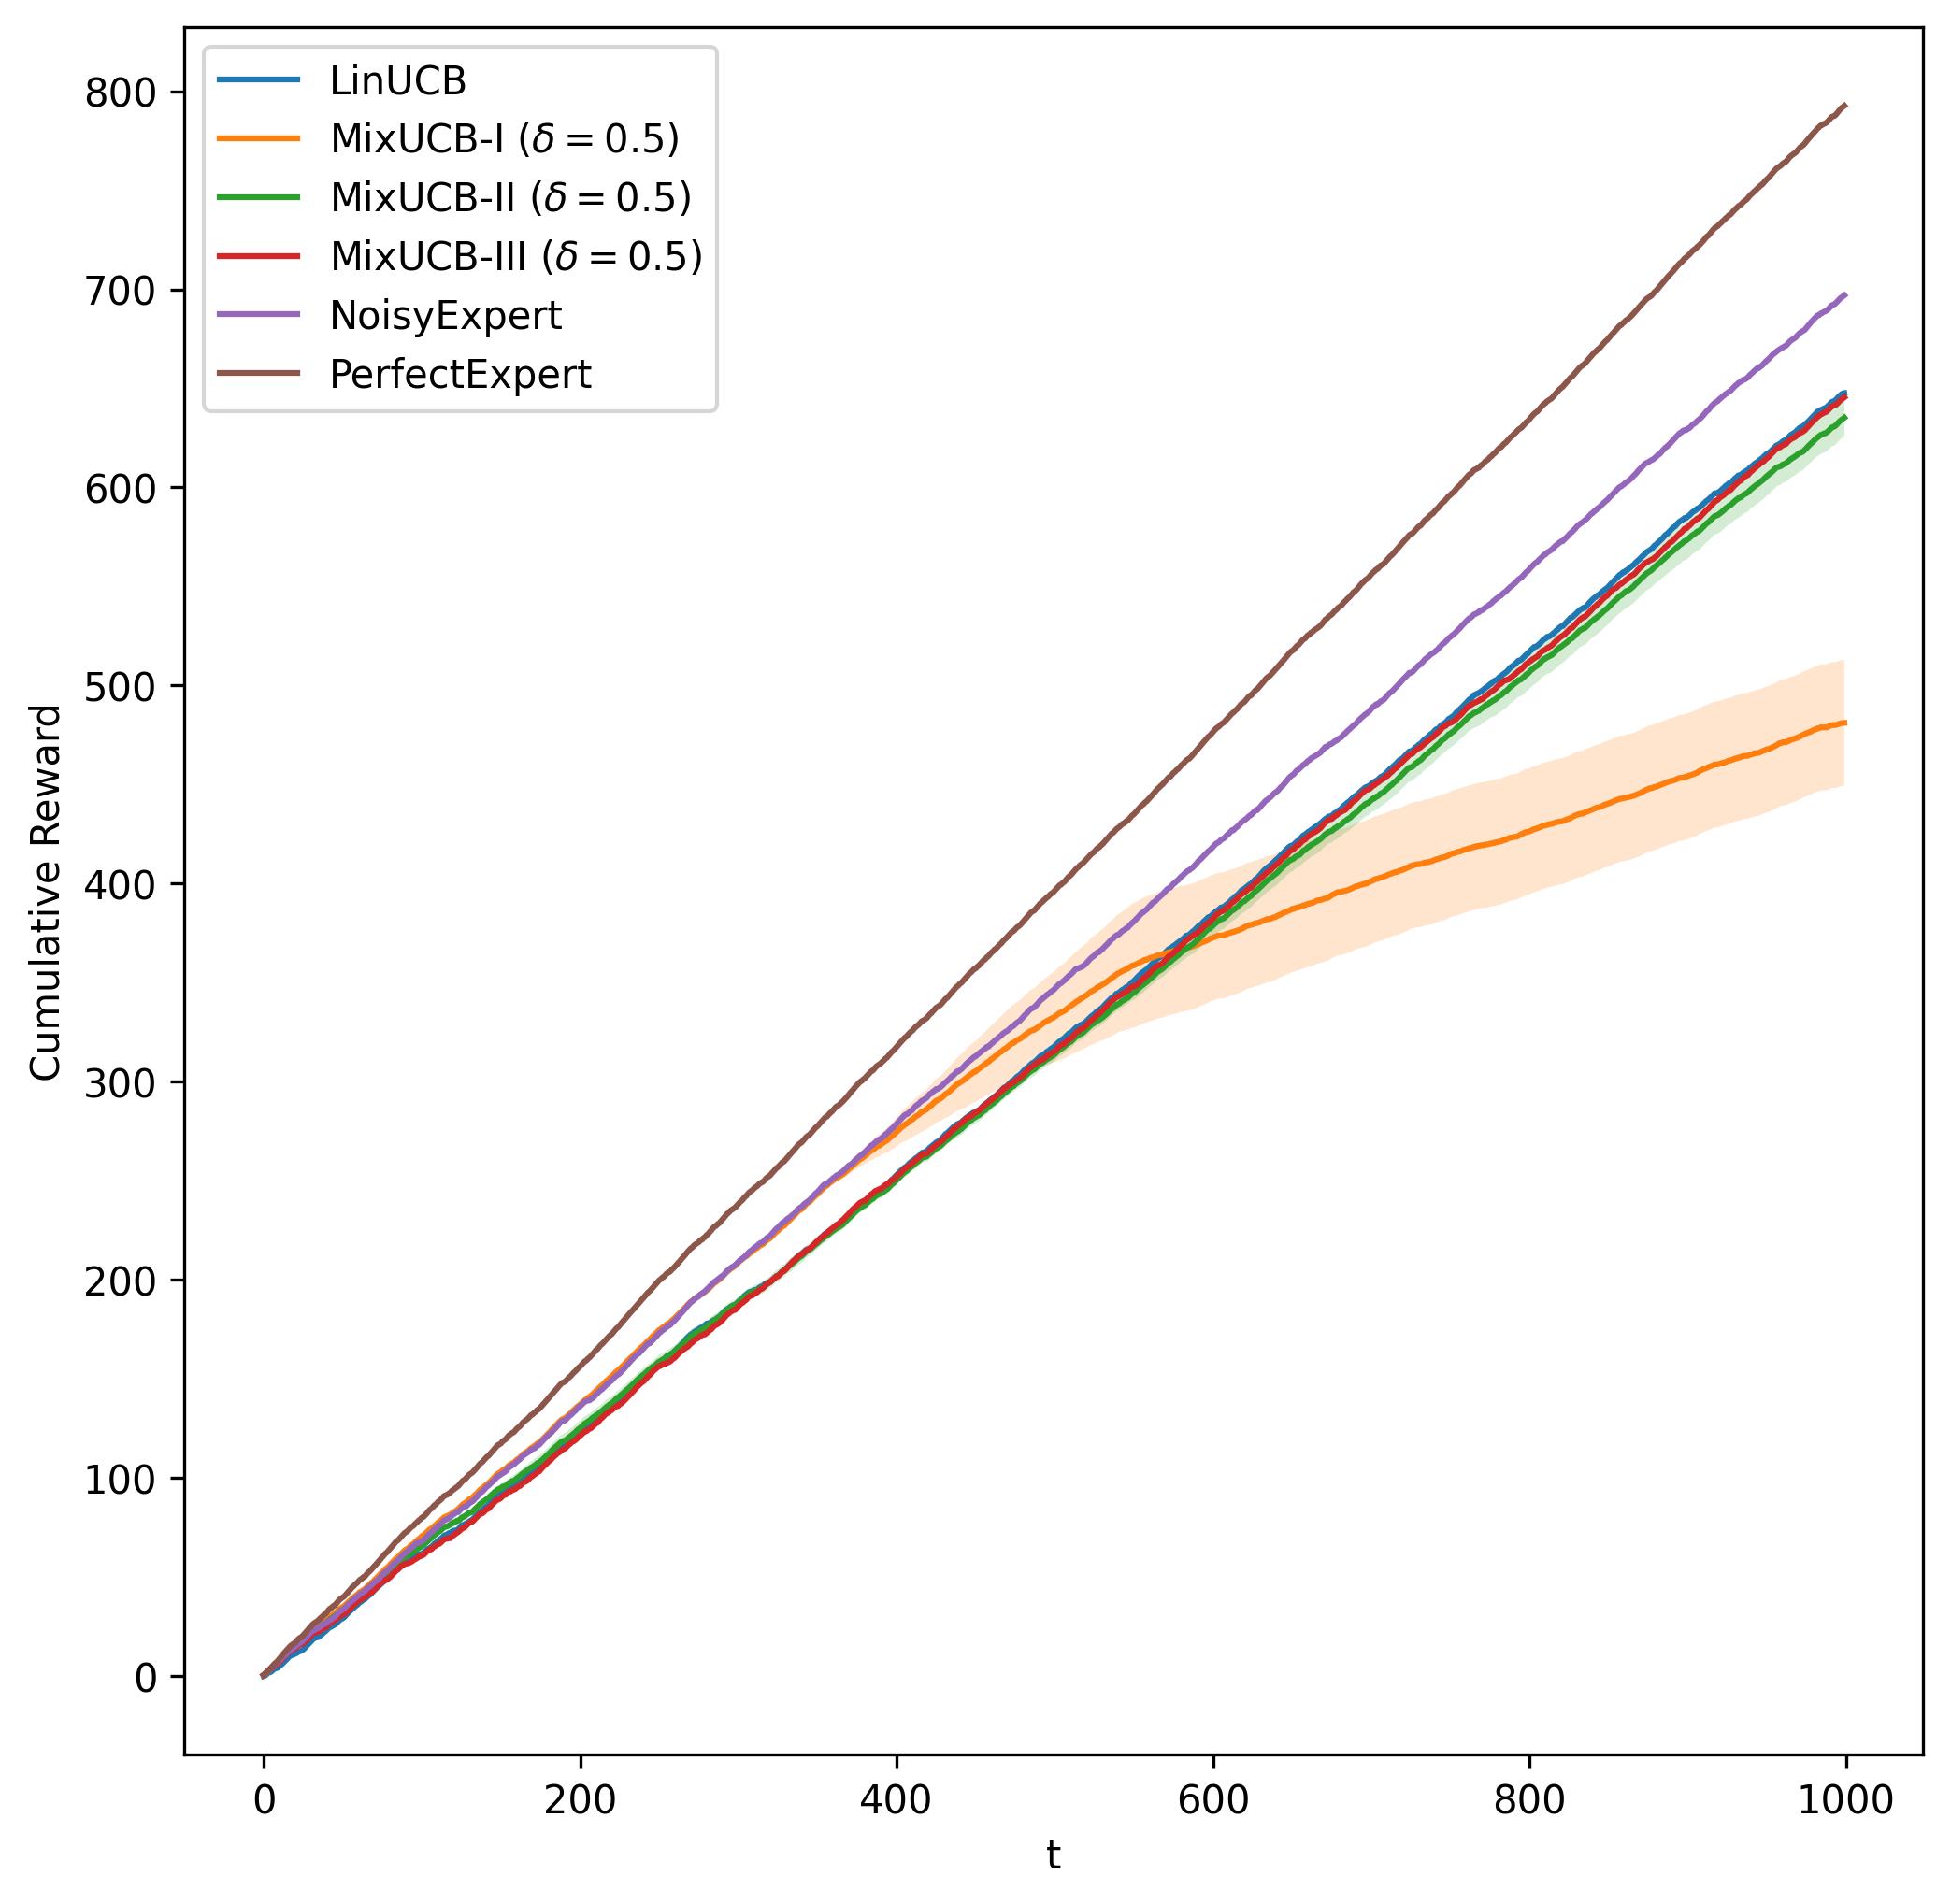 LinUCB
MixUCB-I (δ = 0.5)
MixUCB-II (δ = 0.5)
MixUCB-III (δ = 0.5)
NoisyExpert
PerfectExpert
Cumulative Reward
800
700
600
500
400
300
200
100
0
0 200 400 600 800 1000
t